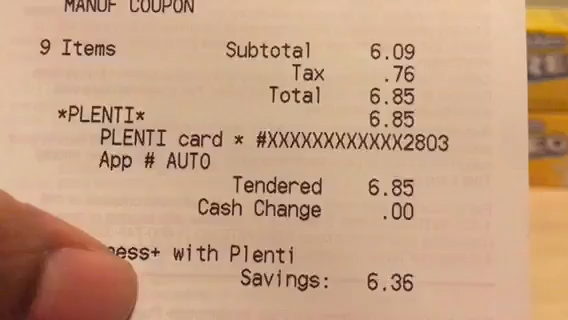 MANUF COUPON
9 Items Subtotal 6.09
Tax .76
Total 6.85
*PLENTI* 6.85
PLENTI card * #XXXXXXXXXXXX2803
App # AUTO
Tendered 6.85
Cash Change .00
ness+ with Plenti
Savings: 6.36